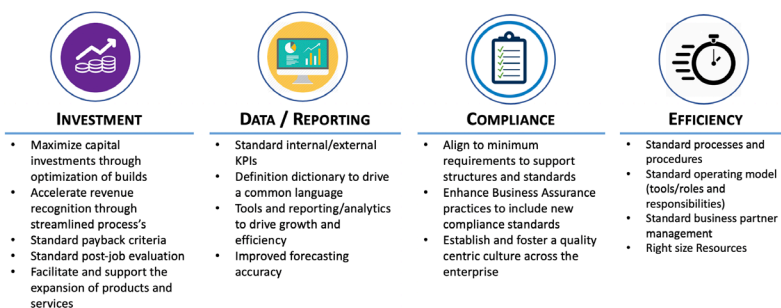 INVESTMENT
• Maximize capital
investments through
optimization of builds
• Accelerate revenue
recognition through
streamlined process's
• Standard payback criteria
• Standard post-job evaluation
• Facilitate and support the
expansion of products and
services
DATA / REPORTING
• Standard internal/external
KPIs
• Definition dictionary to drive
a common language
• Tools and reporting/analytics
to drive growth and
efficiency
• Improved forecasting
accuracy
COMPLIANCE
• Align to minimum
requirements to support
structures and standards
• Enhance Business Assurance
practices to include new
compliance standards
• Establish and foster a quality
centric culture across the
enterprise
EFFICIENCY
• Standard processes and
procedures
• Standard operating model
(tools/roles and
responsibilities)
• Standard business partner
management
• Right size Resources